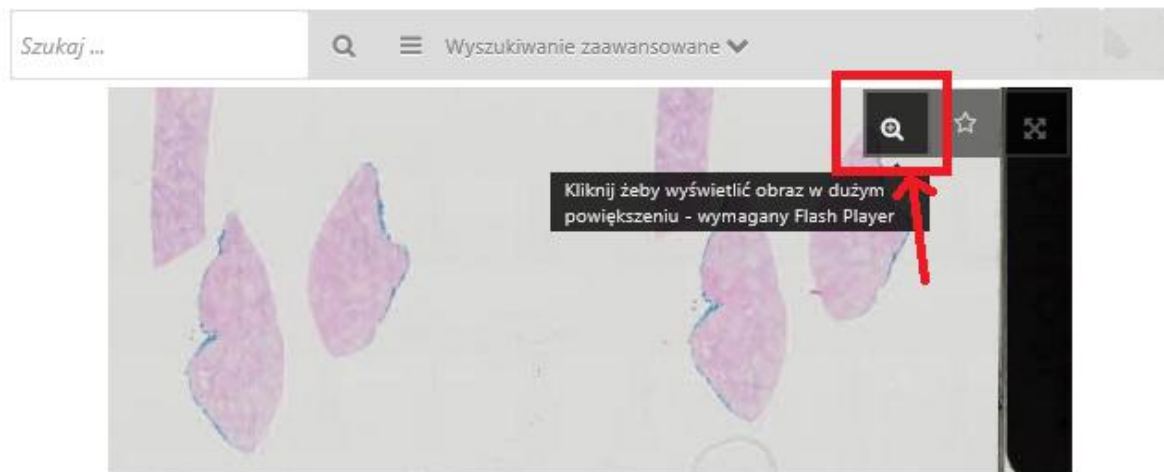 Szukaj ...
Wyszukiwanie zaawansowane
Kliknij żeby wyświetlić obraz w dużym
powiększeniu - wymagany Flash Player